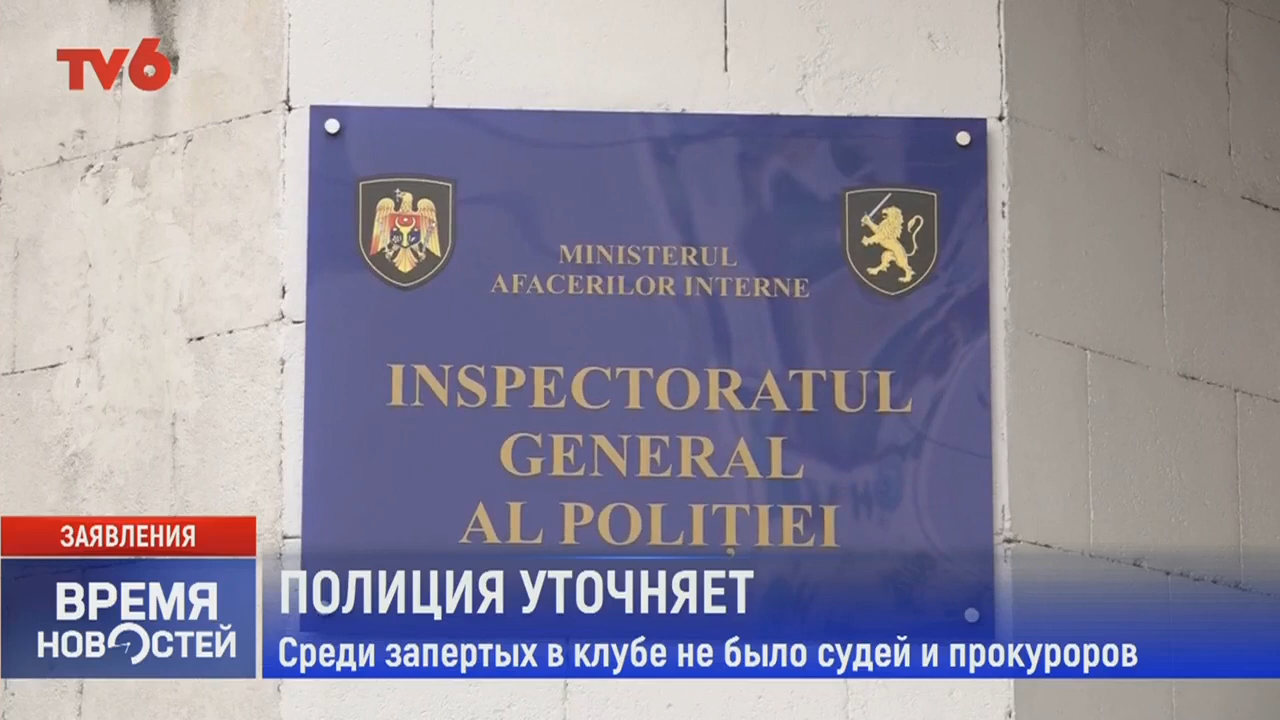 TV6
MINISTERUL
AFACERILOR INTERNE
INSPECTORATUL
GENERAL
AL POLIȚIEI
ЗАЯВЛЕНИЯ
ВРЕМЯ
НОВОСТЕЙ
ПОЛИЦИЯ УТОЧНЯЕТ
Среди запертых в клубе не было судей и прокуроров